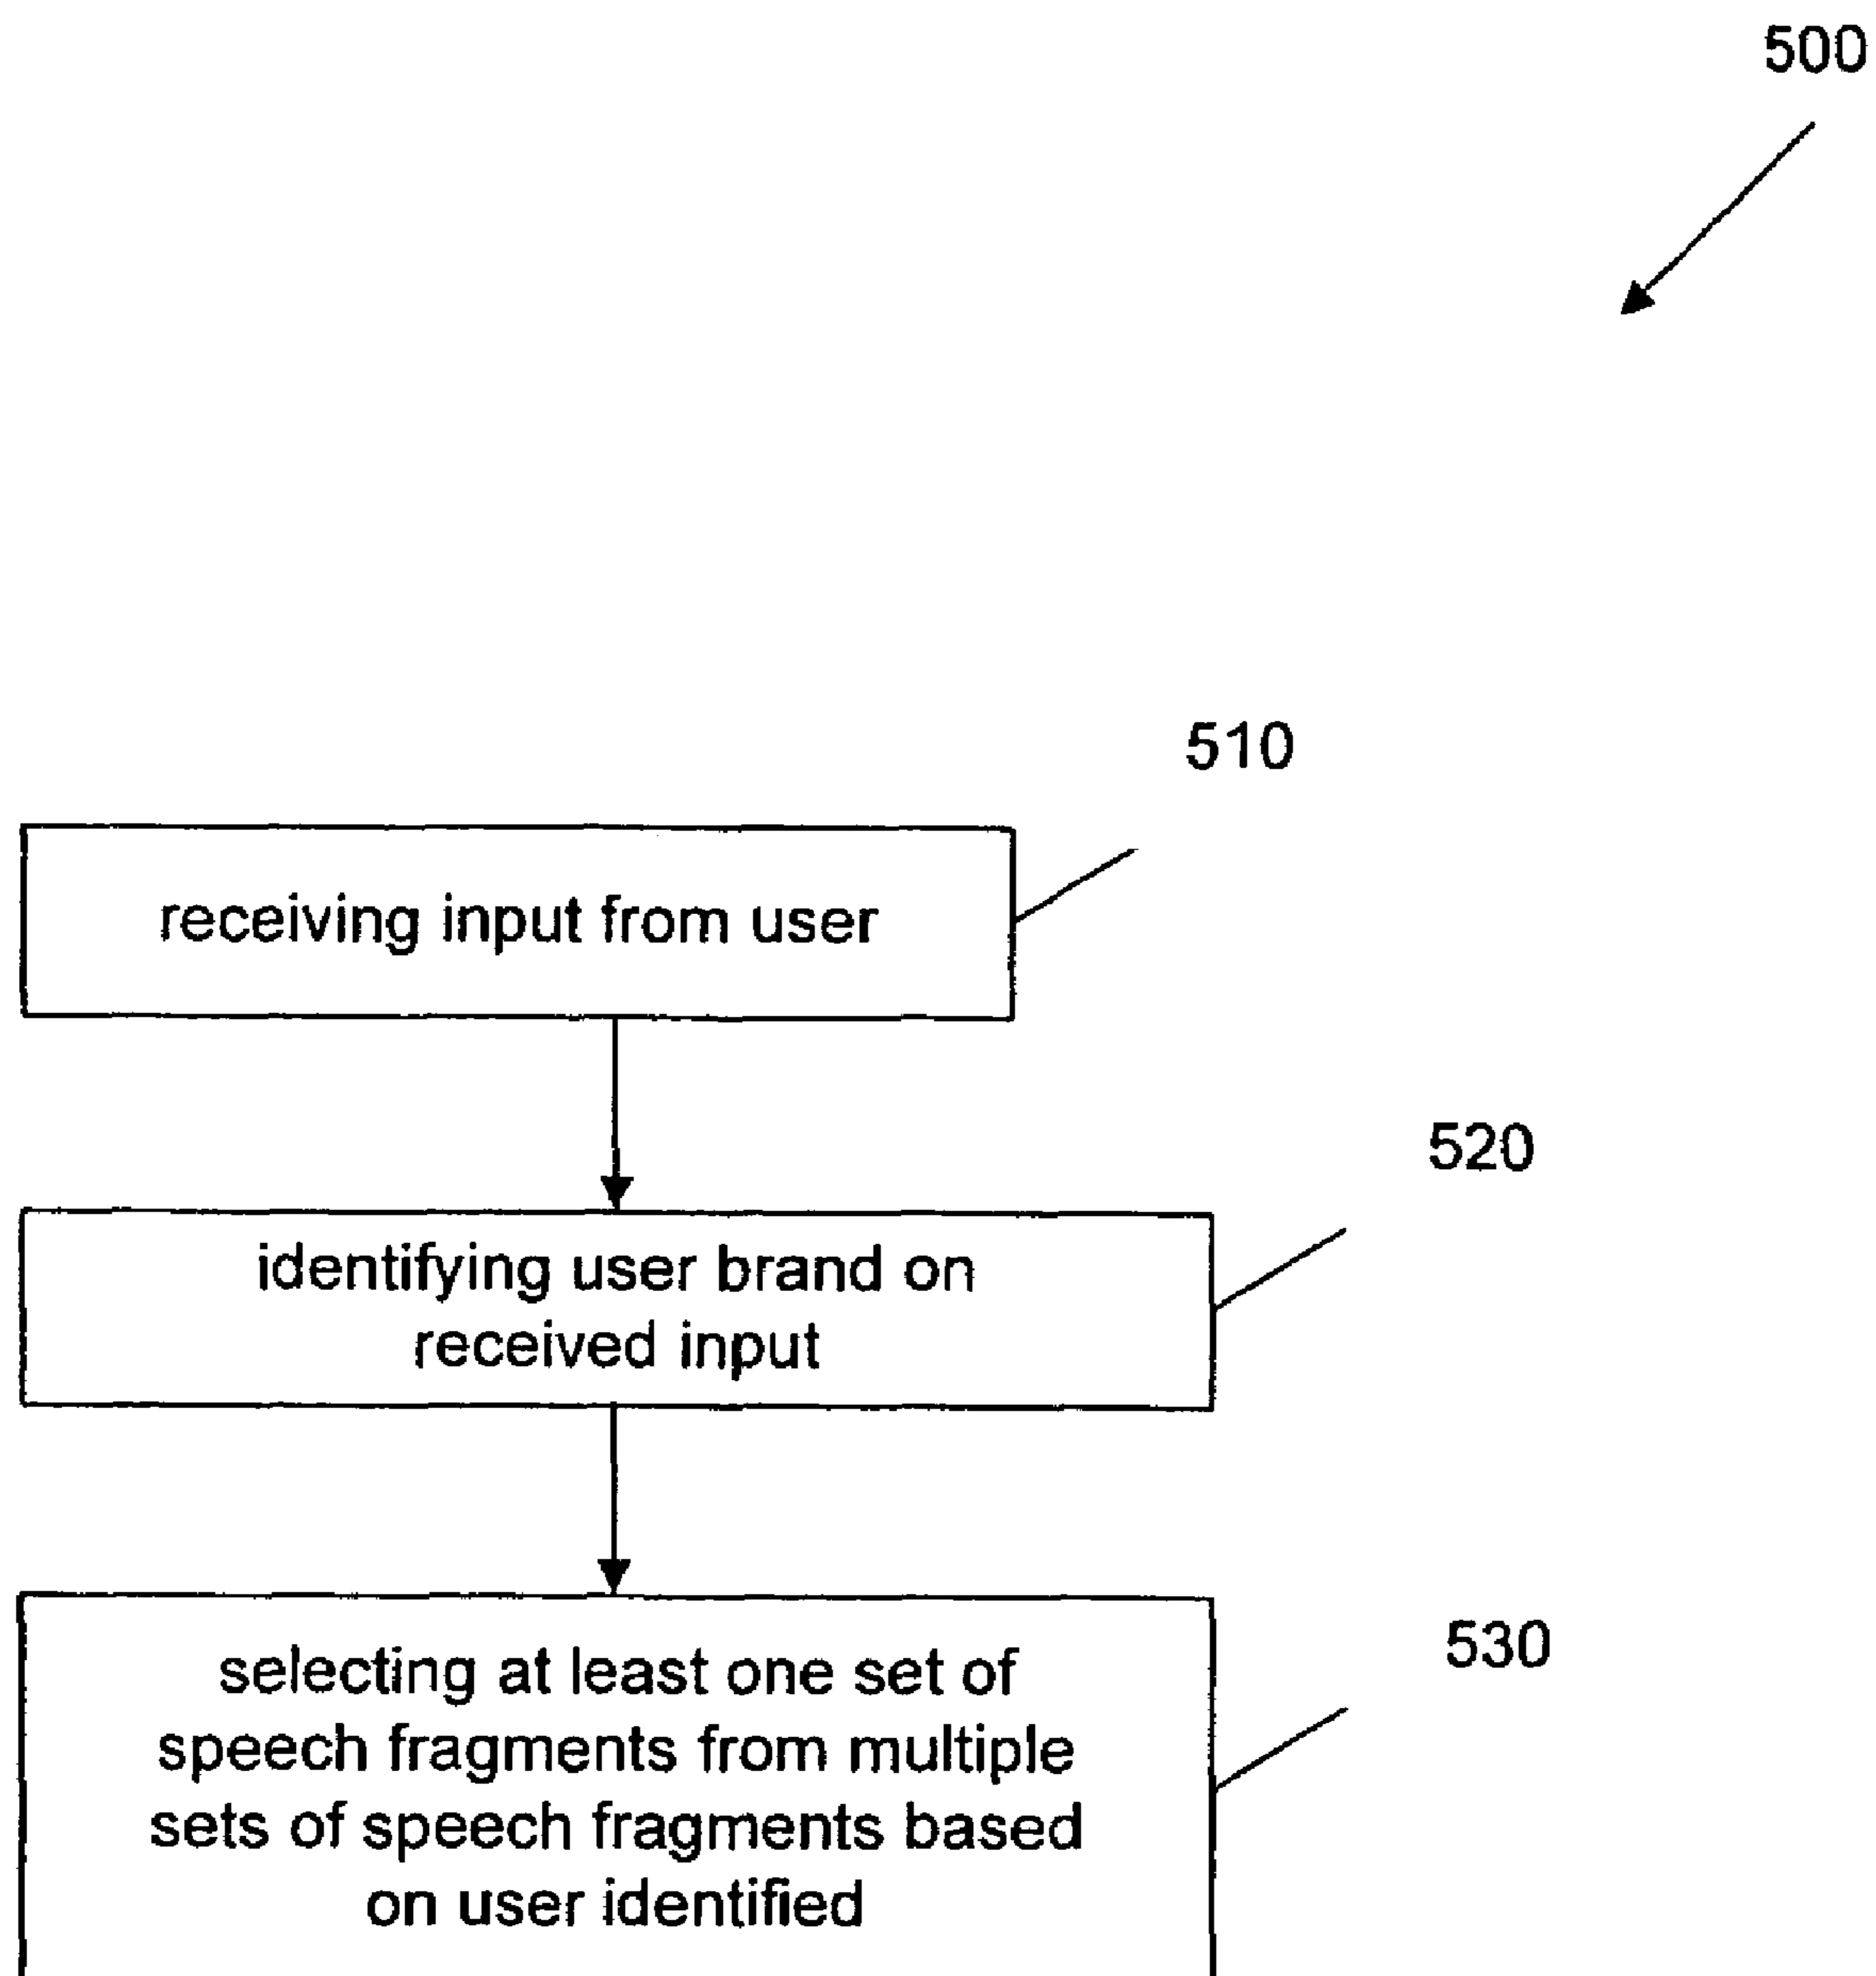 500
510
receiving input from user
520
identifying user brand on
received input
530
selecting at least one set of
speech fragments from multiple
sets of speech fragments based
on user identified